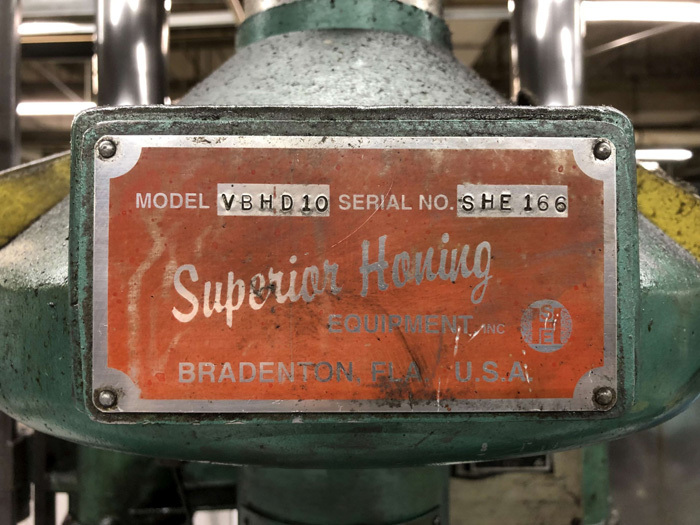 MODEL VBHD10 SERIAL NO. SHE 166
Superior Honing
EQUIPMENT, INC
BRADENTON, FLA. U.S.A.